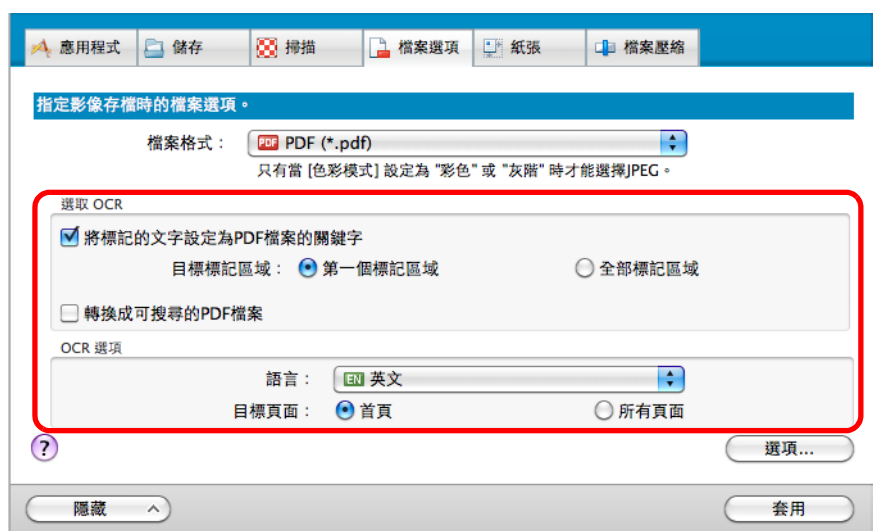 應用程式 儲存 掃描 檔案選項 紙張 檔案壓縮
指定影像存檔時的檔案選項。
檔案格式： PDF PDF (*.pdf)
只有當 [色彩模式] 設定為 "彩色" 或 "灰階" 時才能選擇JPEG。
選取 OCR
將標記的文字設定為PDF檔案的關鍵字
目標標記區域： 第一個標記區域 全部標記區域
轉換成可搜尋的PDF檔案
OCR 選項
語言： EN 英文
目標頁面： 首頁 所有頁面
? 選項...
隱藏 套用